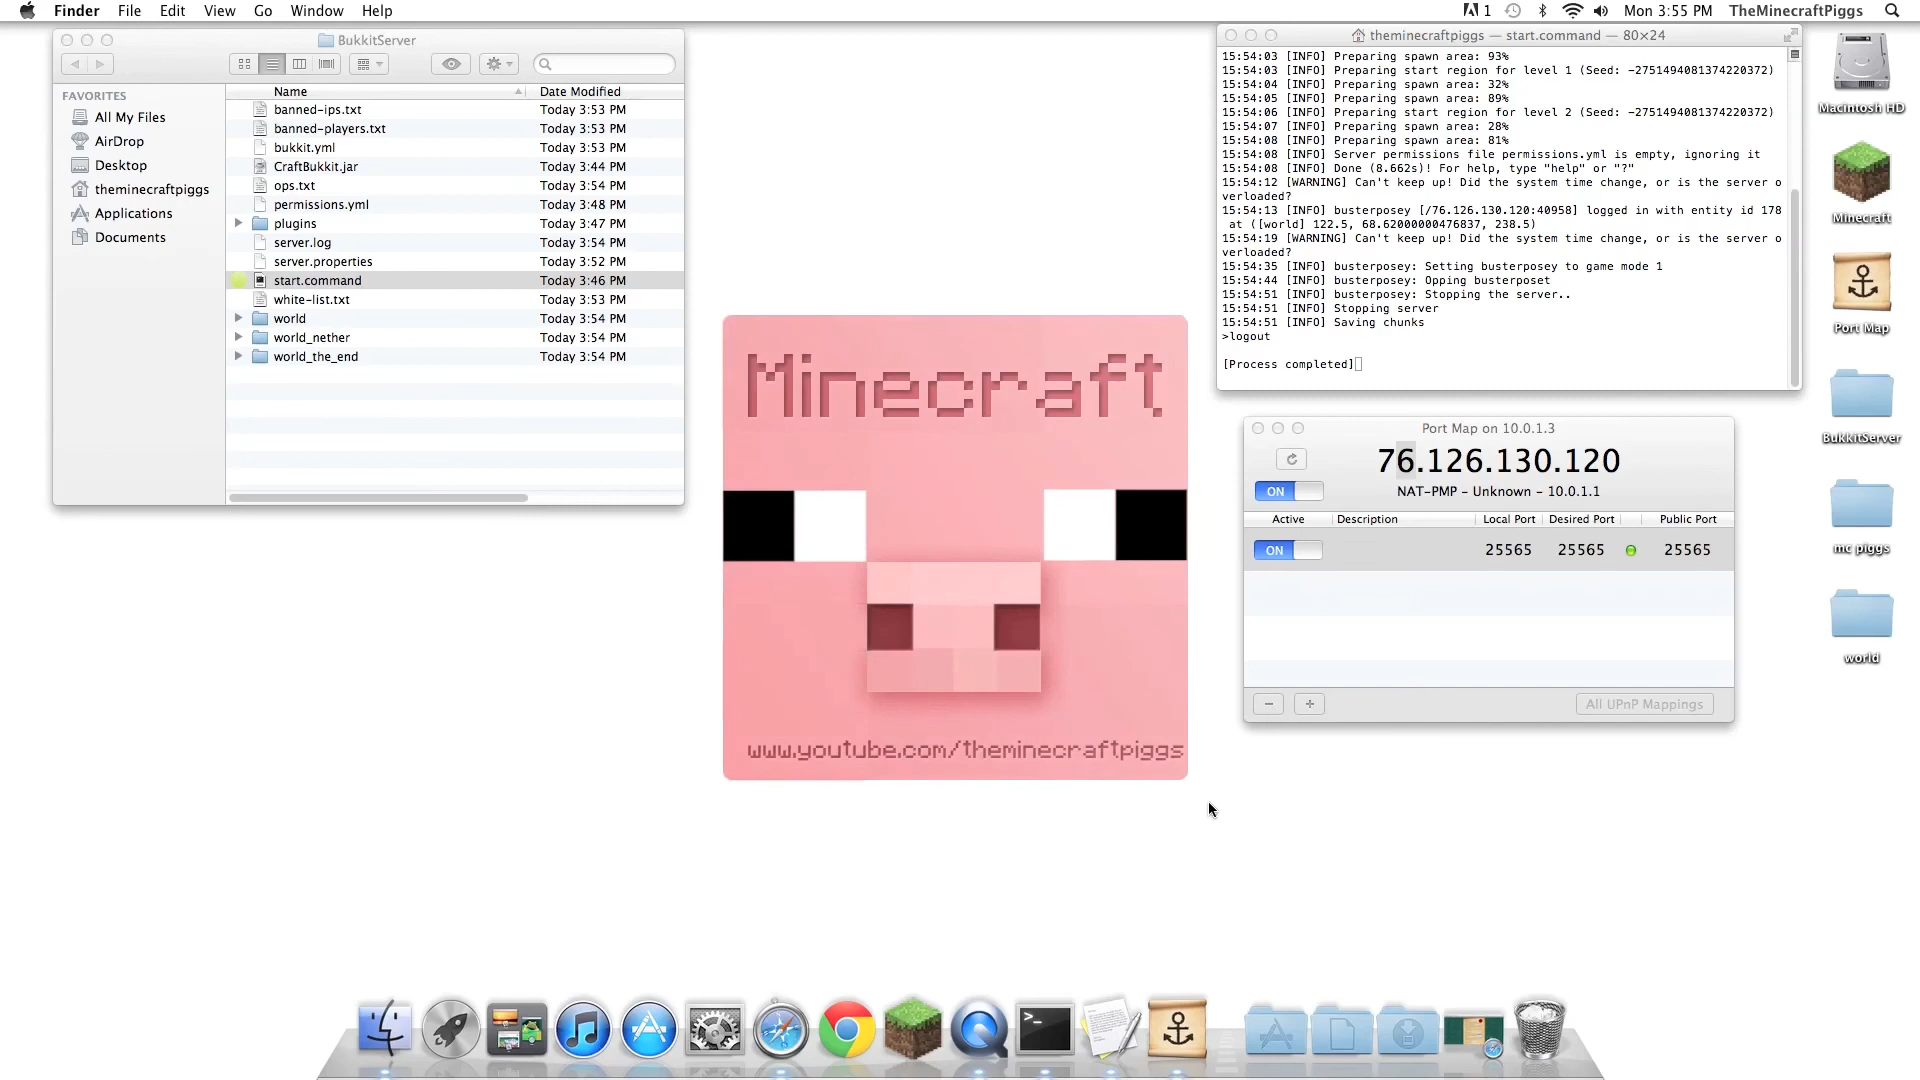 Finder File Edit View Go Window Help
1 Mon 3:55 PM TheMinecraftPiggs
BukkitServer
FAVORITES
All My Files
AirDrop
Desktop
theminecraftpiggs
Applications
Documents
Name Date Modified
banned-ips.txt Today 3:53 PM
banned-players.txt Today 3:53 PM
bukkit.yml Today 3:53 PM
CraftBukkit.jar Today 3:44 PM
ops.txt Today 3:54 PM
permissions.yml Today 3:48 PM
plugins Today 3:47 PM
server.log Today 3:54 PM
server.properties Today 3:52 PM
start.command Today 3:46 PM
white-list.txt Today 3:53 PM
world Today 3:54 PM
world_nether Today 3:54 PM
world_the_end Today 3:54 PM
Minecraft
www.youtube.com/theminecraftpiggs
theminecraftpiggs — start.command — 80×24
15:54:03 [INFO] Preparing spawn area: 93%
15:54:03 [INFO] Preparing start region for level 1 (Seed: -2751494081374220372)
15:54:04 [INFO] Preparing spawn area: 32%
15:54:05 [INFO] Preparing spawn area: 89%
15:54:06 [INFO] Preparing start region for level 2 (Seed: -2751494081374220372)
15:54:07 [INFO] Preparing spawn area: 28%
15:54:08 [INFO] Preparing spawn area: 81%
15:54:08 [INFO] Server permissions file permissions.yml is empty, ignoring it
15:54:08 [INFO] Done (8.662s)! For help, type "help" or "?"
15:54:12 [WARNING] Can't keep up! Did the system time change, or is the server o
verloaded?
15:54:13 [INFO] busterposey [/76.126.130.120:40958] logged in with entity id 178
at ([world] 122.5, 68.62000000476837, 238.5)
15:54:19 [WARNING] Can't keep up! Did the system time change, or is the server o
verloaded?
15:54:35 [INFO] busterposey: Setting busterposey to game mode 1
15:54:44 [INFO] busterposey: Opping busterposet
15:54:51 [INFO] busterposey: Stopping the server..
15:54:51 [INFO] Stopping server
15:54:51 [INFO] Saving chunks
>logout
[Process completed]
Port Map on 10.0.1.3
76.126.130.120
ON NAT-PMP – Unknown – 10.0.1.1
Active Description Local Port Desired Port Public Port
ON 25565 25565 25565
− + All UPnP Mappings
Macintosh HD
Minecraft
Port Map
BukkitServer
mc piggs
world